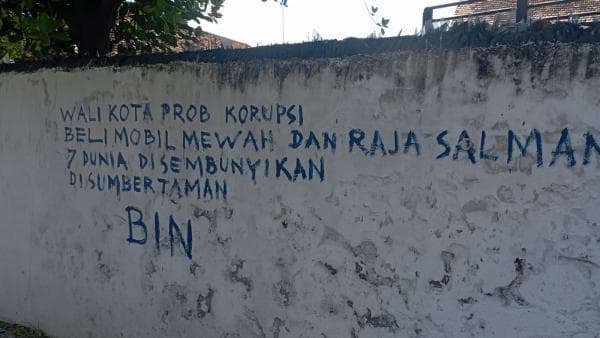 WALI KOTA PROB KORUPSI
BELI MOBIL MEWAH DAN RAJA SALMAN
7 DUNIA DISEMBUNYIKAN
DISUMBERTAMAN
BIN